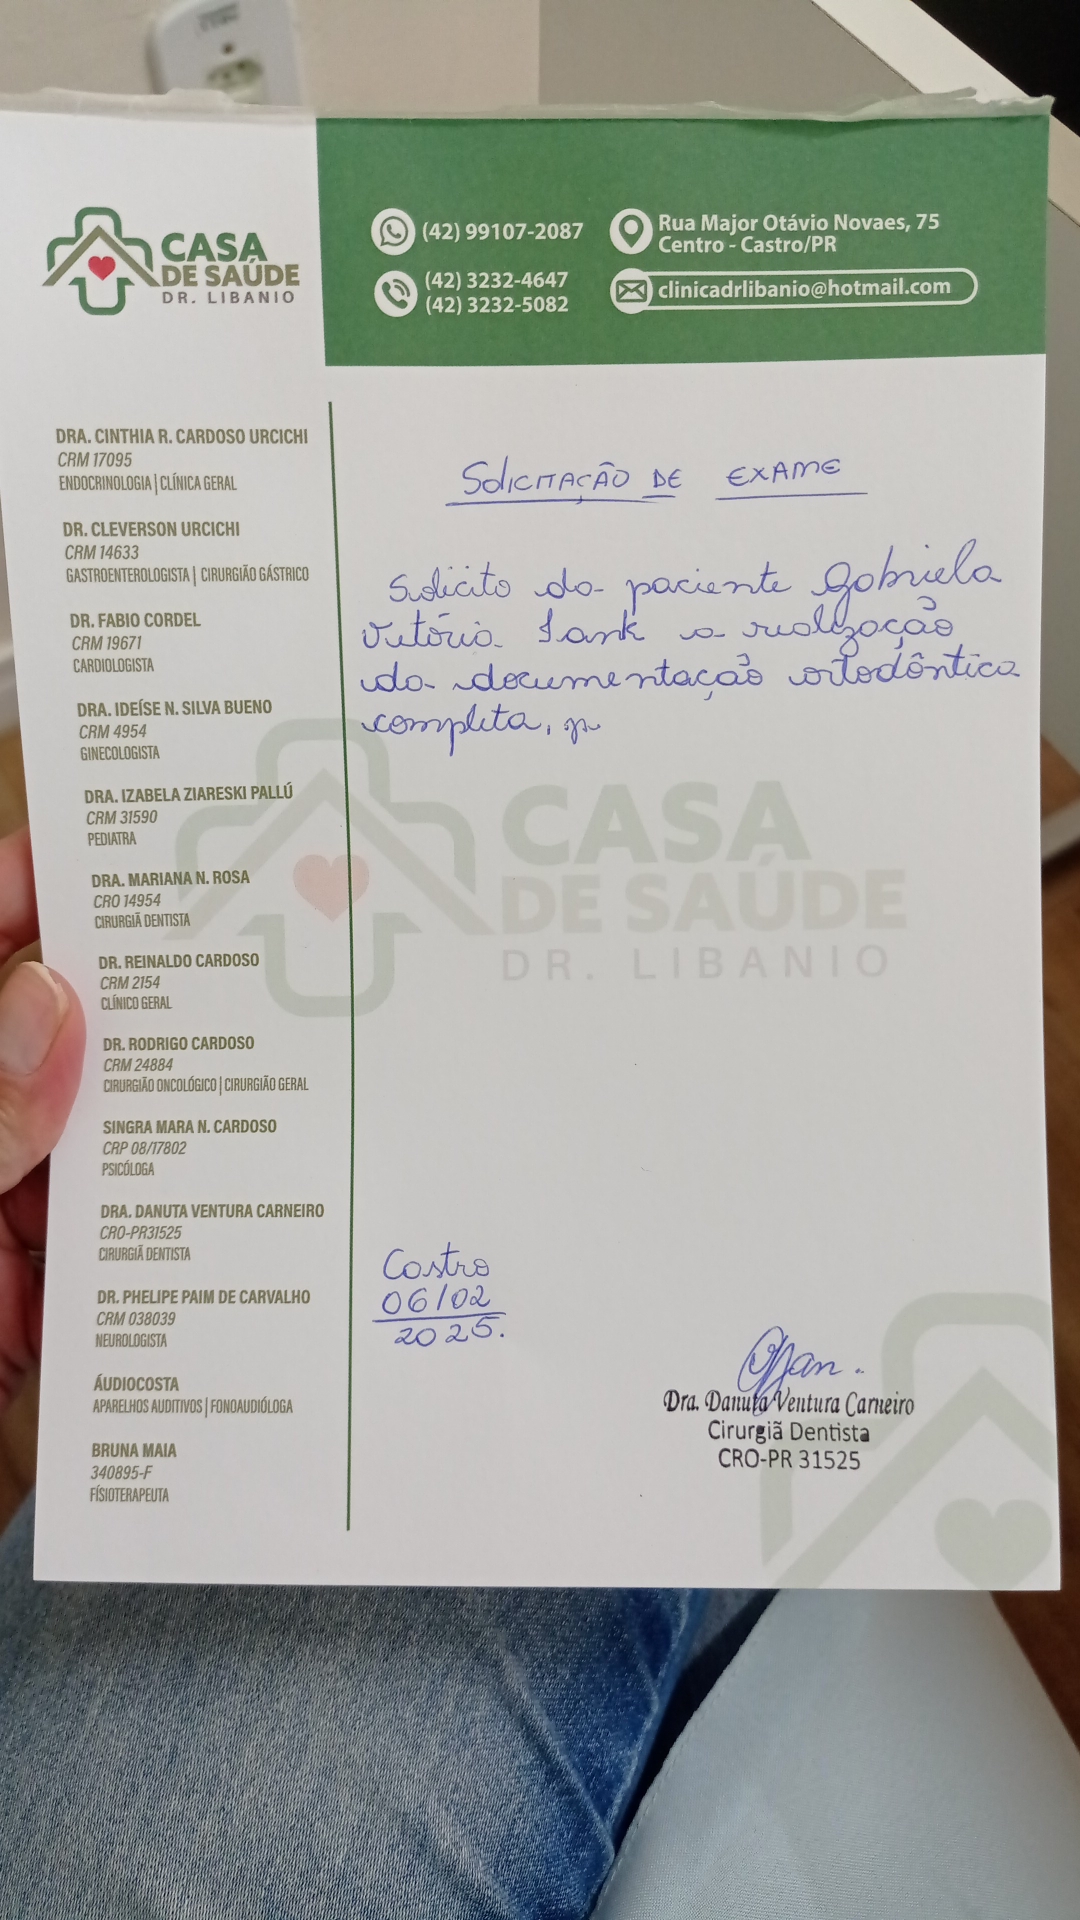 CASA
DE SAÚDE
DR. LIBANIO
(42) 99107-2087
(42) 3232-4647
(42) 3232-5082
Rua Major Otávio Novaes, 75
Centro - Castro/PR
clinicadrlibanio@hotmail.com
DRA. CINTHIA R. CARDOSO URCICHI
CRM 17095
ENDOCRINOLOGIA | CLÍNICA GERAL
DR. CLEVERSON URCICHI
CRM 14633
GASTROENTEROLOGISTA | CIRURGIÃO GÁSTRICO
DR. FABIO CORDEL
CRM 19671
CARDIOLOGISTA
DRA. IDEÍSE N. SILVA BUENO
CRM 4954
GINECOLOGISTA
DRA. IZABELA ZIARESKI PALLÚ
CRM 31590
PEDIATRA
DRA. MARIANA N. ROSA
CRO 14954
CIRURGIÃ DENTISTA
DR. REINALDO CARDOSO
CRM 2154
CLÍNICO GERAL
DR. RODRIGO CARDOSO
CRM 24884
CIRURGIÃO ONCOLÓGICO | CIRURGIÃO GERAL
SINGRA MARA N. CARDOSO
CRP 08/17802
PSICÓLOGA
DRA. DANUTA VENTURA CARNEIRO
CRO-PR31525
CIRURGIÃ DENTISTA
DR. PHELIPE PAIM DE CARVALHO
CRM 038039
NEUROLOGISTA
ÁUDIOCOSTA
APARELHOS AUDITIVOS | FONOAUDIÓLOGA
BRUNA MAIA
340895-F
FÍSIOTERAPEUTA
SOLICITAÇÃO DE EXAME
Solicito da paciente Gabriela
Vitória Sank a realização
da documentação ortodôntica
completa,
CASA
DE SAÚDE
DR. LIBANIO
Castro
06/02
2025.
Dra. Danuta Ventura Carneiro
Cirurgiã Dentista
CRO-PR 31525